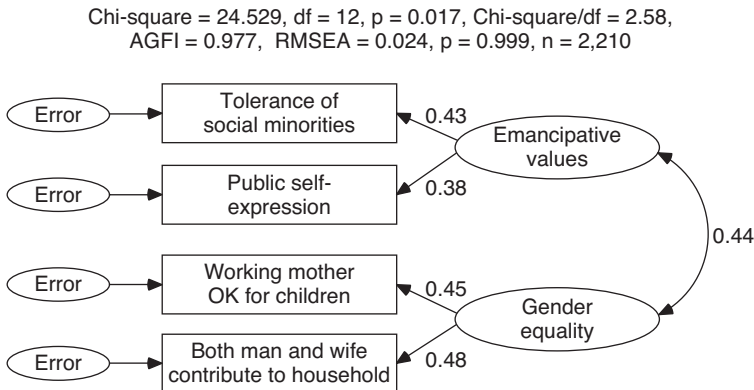 Chi-square = 24.529, df = 12, p = 0.017, Chi-square/df = 2.58,
AGFI = 0.977, RMSEA = 0.024, p = 0.999, n = 2,210
Error
Tolerance of
social minorities
0.43
Emancipative
values
Error
Public self-
expression
0.38
0.44
Error
Working mother
OK for children
0.45
Gender
equality
Error
Both man and wife
contribute to household
0.48